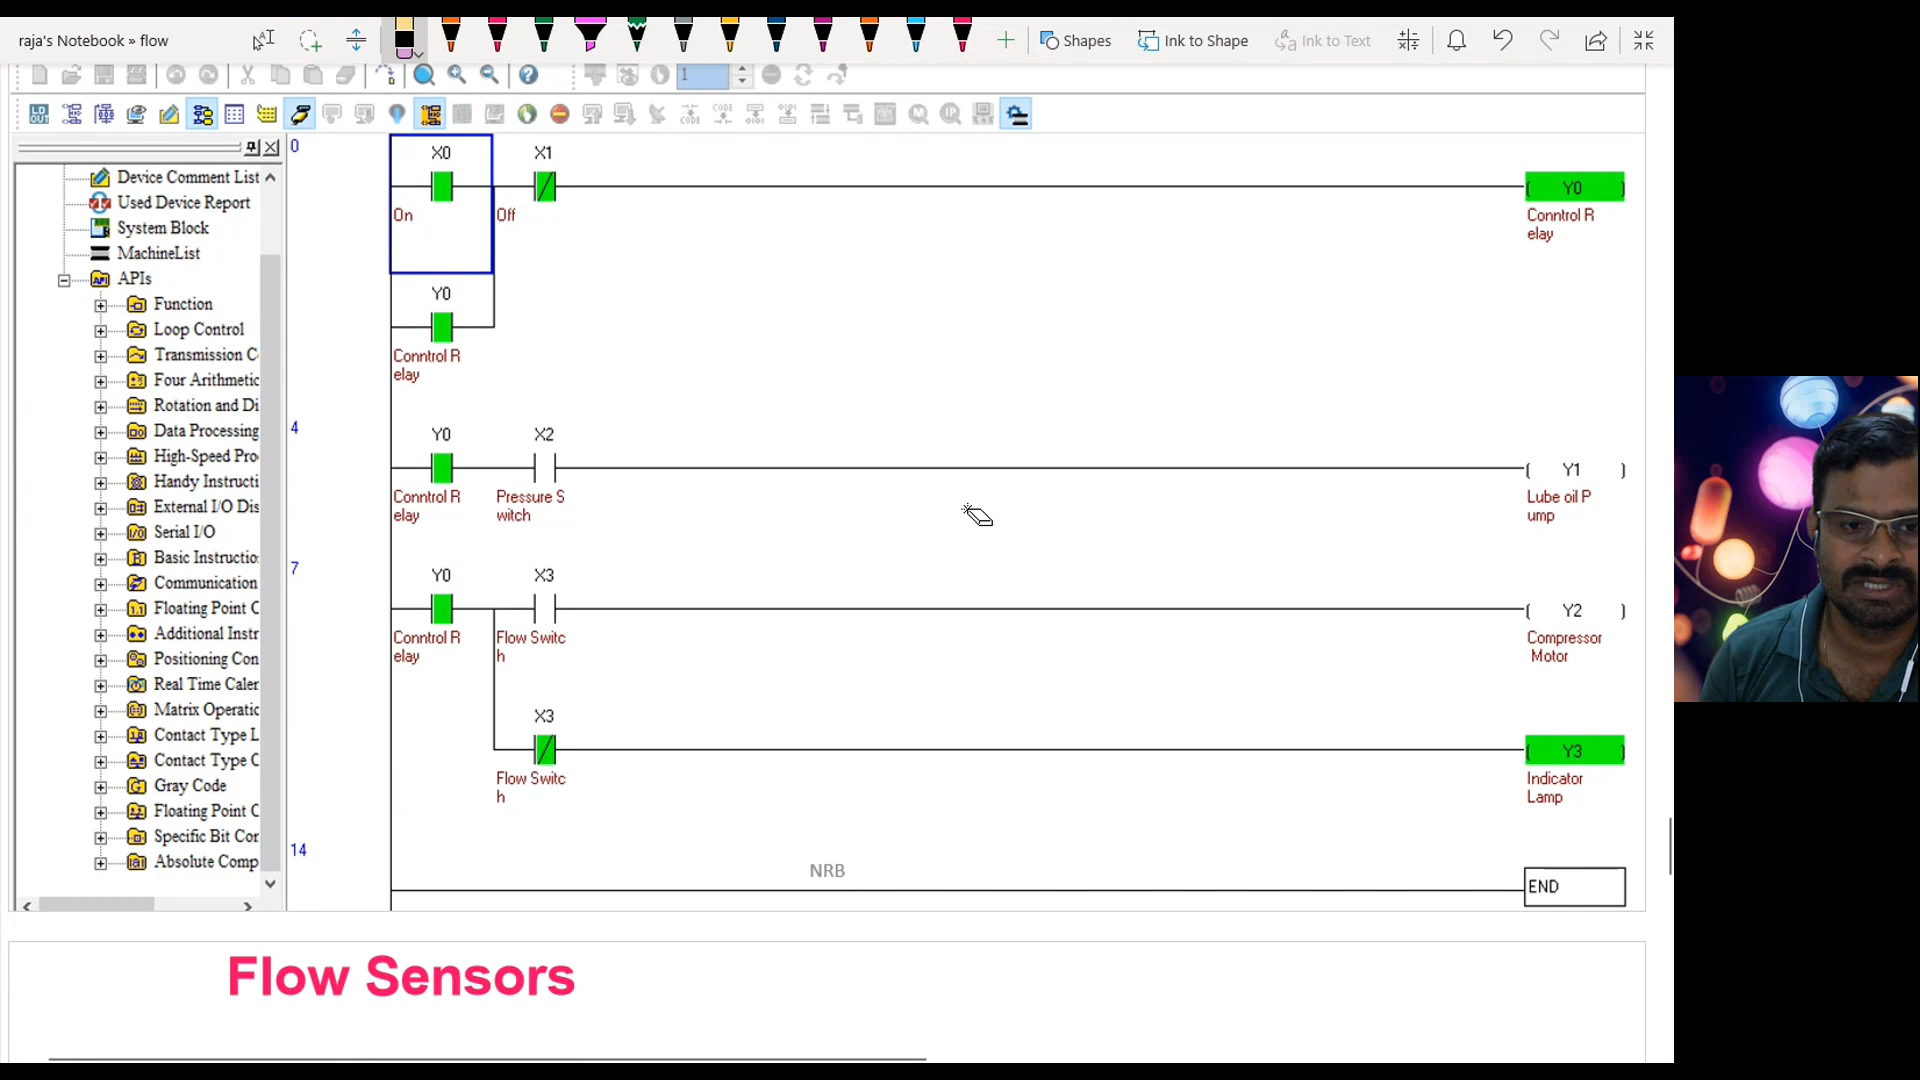 raja's Notebook » flow
Shapes
Ink to Shape
Ink to Text
1
Device Comment List
Used Device Report
System Block
MachineList
APIs
Function
Loop Control
Transmission C
Four Arithmetic
Rotation and Di
Data Processing
High-Speed Pro
Handy Instructi
External I/O Dis
Serial I/O
Basic Instructio
Communication
Floating Point C
Additional Instr
Positioning Con
Real Time Caler
Matrix Operatic
Contact Type L
Contact Type C
Gray Code
Floating Point C
Specific Bit Cor
Absolute Comp
0
X0
X1
Y0
On
Off
Conntrol R
elay
Y0
Conntrol R
elay
4
Y0
X2
Y1
Conntrol R
elay
Pressure S
witch
Lube oil P
ump
7
Y0
X3
Y2
Conntrol R
elay
Flow Switc
h
Compressor
Motor
X3
Y3
Flow Switc
h
Indicator
Lamp
14
NRB
END
Flow Sensors